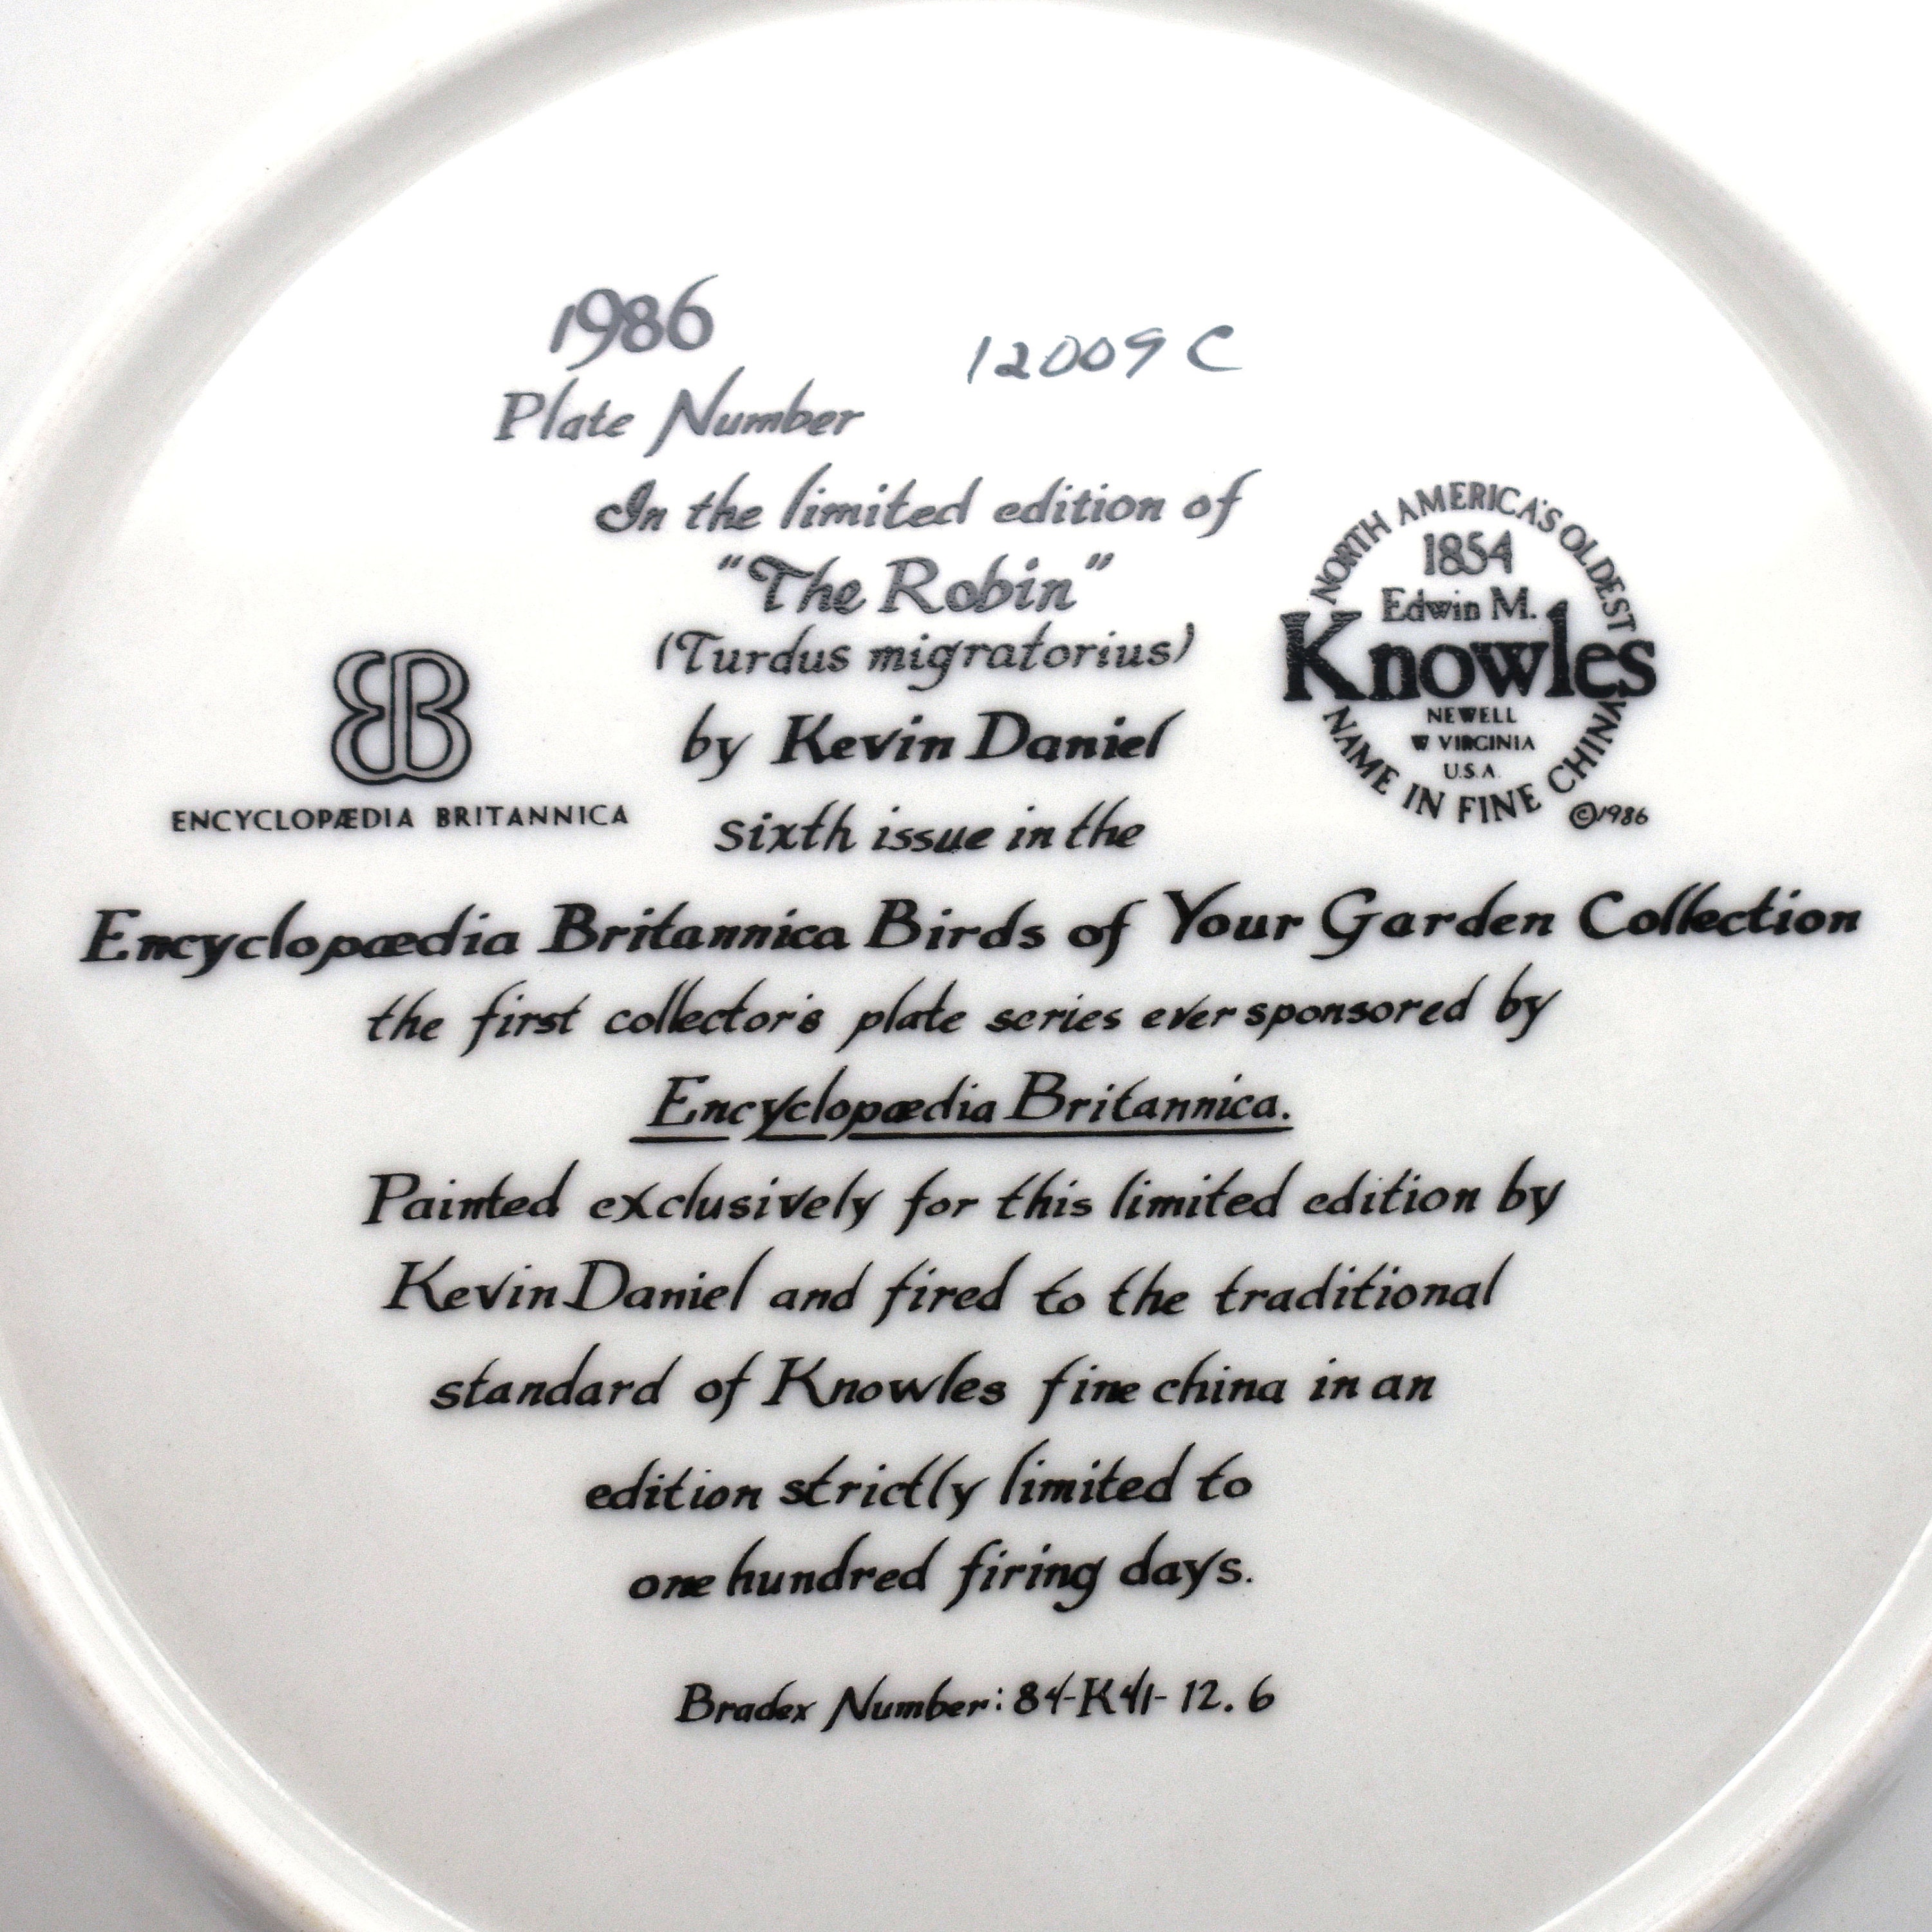 1986
12009 C
Plate Number
In the limited edition of
"The Robin"
(Turdus migratorius)
by Kevin Daniel
sixth issue in the
EB
ENCYCLOPÆDIA BRITANNICA
NORTH AMERICA'S OLDEST
1854
Edwin M.
Knowles
NEWELL
W VIRGINIA
U.S.A.
NAME IN FINE CHINA
©1986
Encyclopædia Britannica Birds of Your Garden Collection
the first collector's plate series ever sponsored by
Encyclopædia Britannica.
Painted exclusively for this limited edition by
Kevin Daniel and fired to the traditional
standard of Knowles fine china in an
edition strictly limited to
one hundred firing days.
Bradex Number: 84-K41-12.6